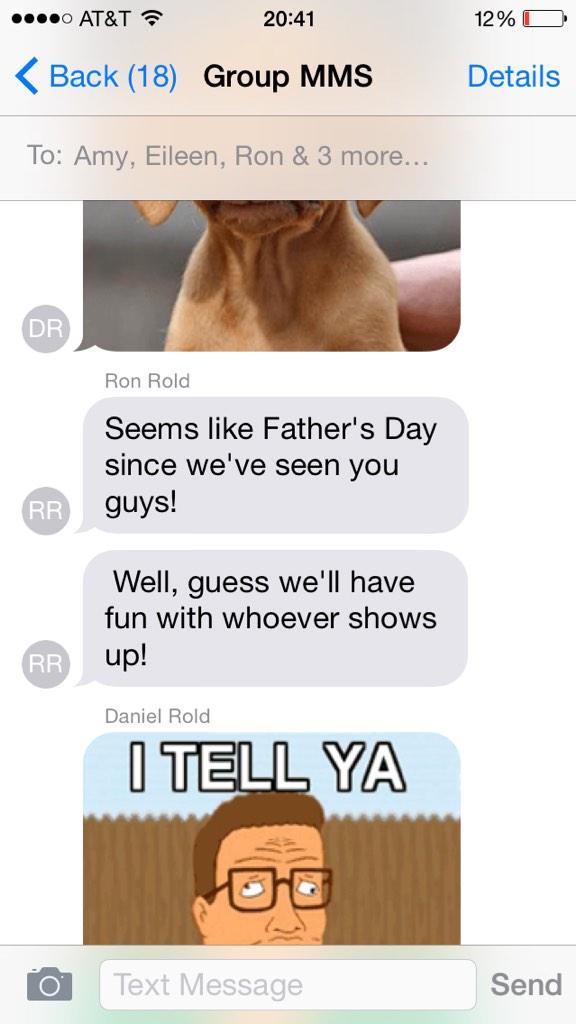 AT&T 20:41 12%
Back (18) Group MMS Details
To: Amy, Eileen, Ron & 3 more...
DR
Ron Rold
Seems like Father's Day
since we've seen you
guys!
RR
Well, guess we'll have
fun with whoever shows
up!
RR
Daniel Rold
I TELL YA
Text Message Send